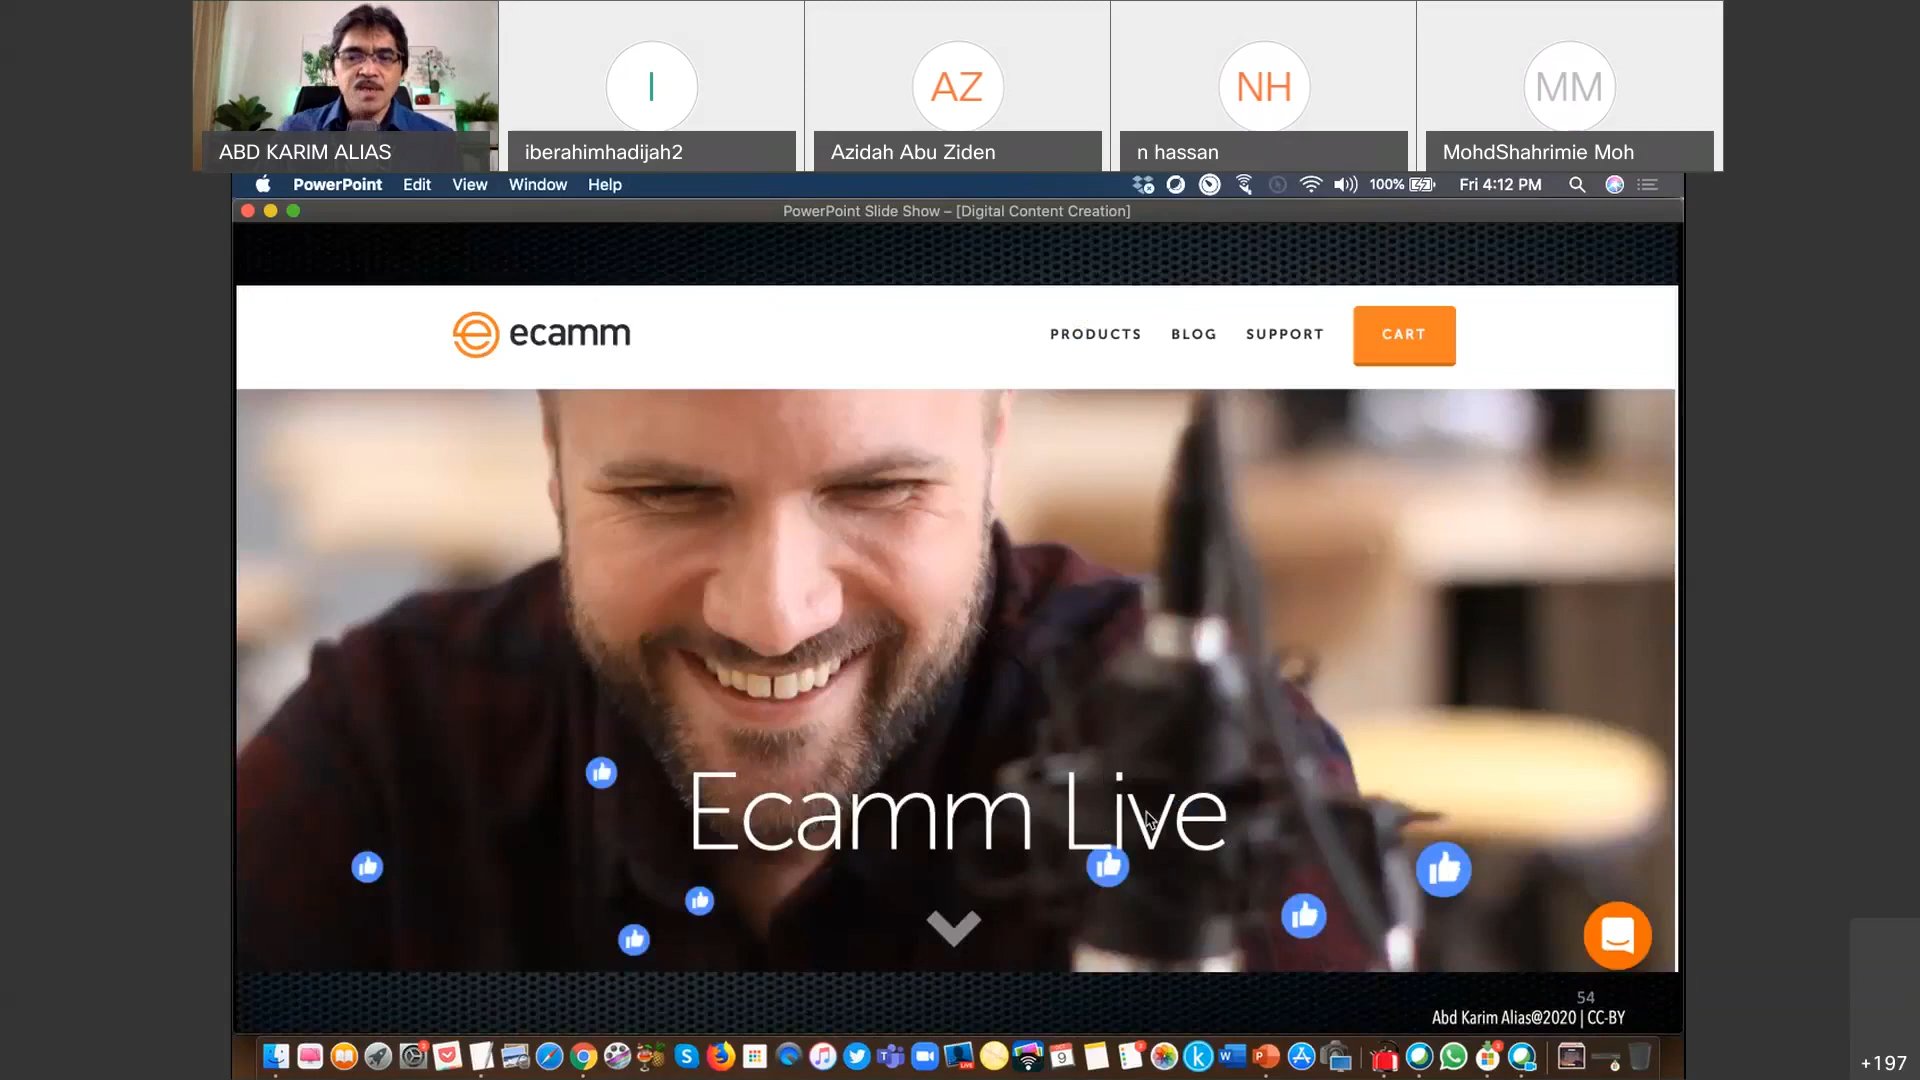 I
AZ
NH
MM
ABD KARIM ALIAS
iberahimhadijah2
Azidah Abu Ziden
n hassan
MohdShahrimie Moh
PowerPoint Edit View Window Help
100%
Fri 4:12 PM
PowerPoint Slide Show – [Digital Content Creation]
ecamm
PRODUCTS
BLOG
SUPPORT
CART
Ecamm Live
54
Abd Karim Alias@2020 | CC-BY
+197